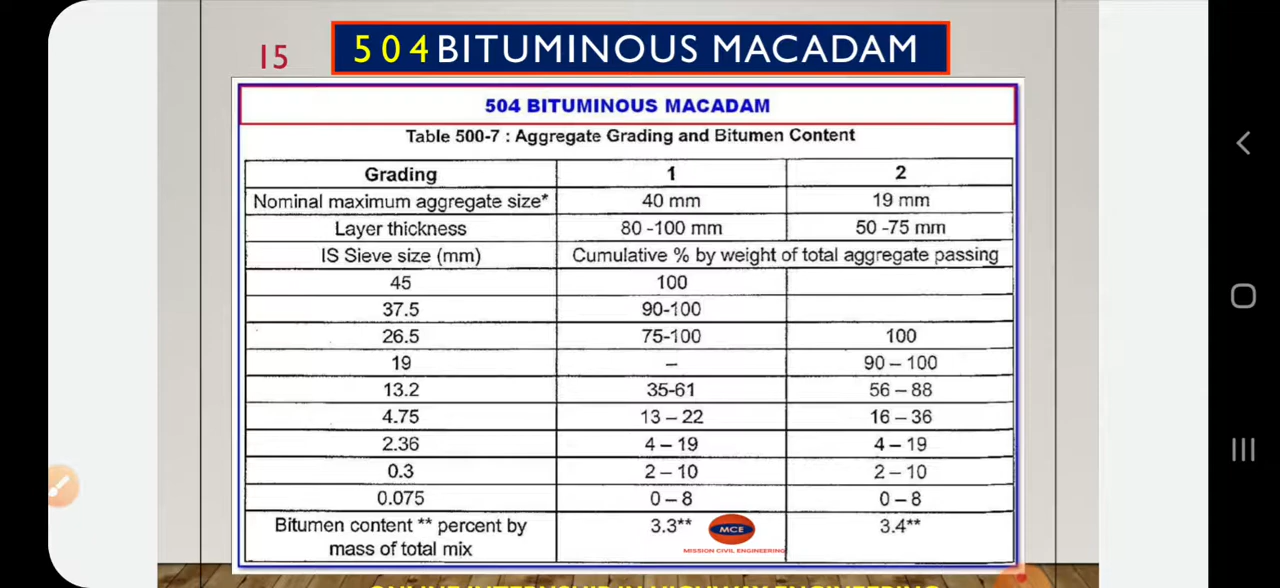 15
504 BITUMINOUS MACADAM
504 BITUMINOUS MACADAM
Table 500-7 : Aggregate Grading and Bitumen Content
Grading 1 2
Nominal maximum aggregate size* 40 mm 19 mm
Layer thickness 80 -100 mm 50 -75 mm
IS Sieve size (mm) Cumulative % by weight of total aggregate passing
45 100
37.5 90-100
26.5 75-100 100
19 – 90 – 100
13.2 35-61 56 – 88
4.75 13 – 22 16 – 36
2.36 4 – 19 4 – 19
0.3 2 – 10 2 – 10
0.075 0 – 8 0 – 8
Bitumen content ** percent by mass of total mix 3.3** 3.4**
MCE
MISSION CIVIL ENGINEERING
ONLINE INTERNSHIP IN HIGHWAY ENGINEERING